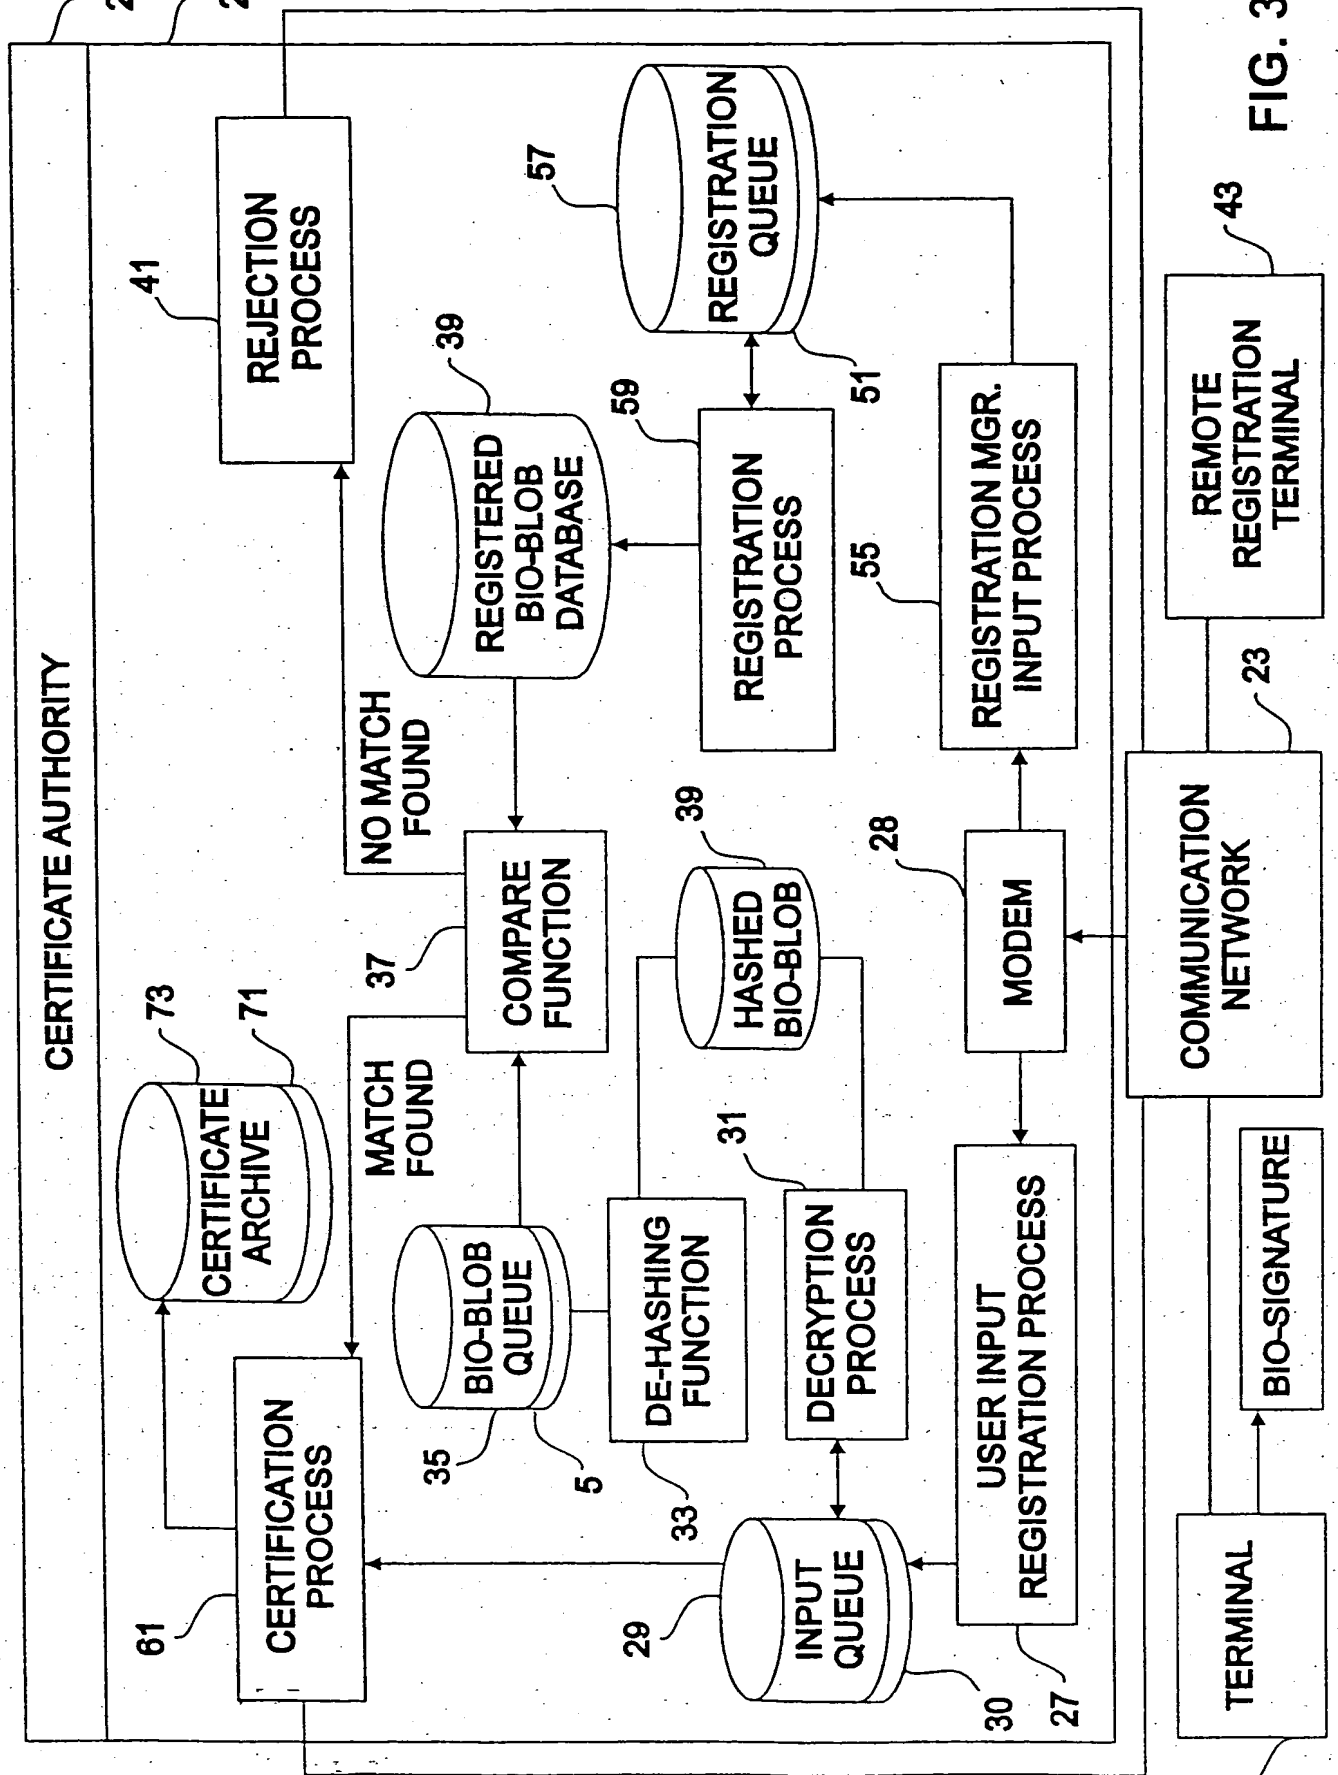 CERTIFICATE AUTHORITY
2
2
61
CERTIFICATION
PROCESS
73
CERTIFICATE
ARCHIVE
71
MATCH
FOUND
NO MATCH
FOUND
41
REJECTION
PROCESS
35
BIO-BLOB
QUEUE
5
37
COMPARE
FUNCTION
39
REGISTERED
BIO-BLOB
DATABASE
57
REGISTRATION
QUEUE
51
33
DE-HASHING
FUNCTION
39
HASHED
BIO-BLOB
59
REGISTRATION
PROCESS
29
INPUT
QUEUE
30
31
DECRYPTION
PROCESS
27
USER INPUT
REGISTRATION PROCESS
28
MODEM
55
REGISTRATION MGR.
INPUT PROCESS
TERMINAL
BIO-SIGNATURE
COMMUNICATION
NETWORK
23
REMOTE
REGISTRATION
TERMINAL
43
FIG. 3